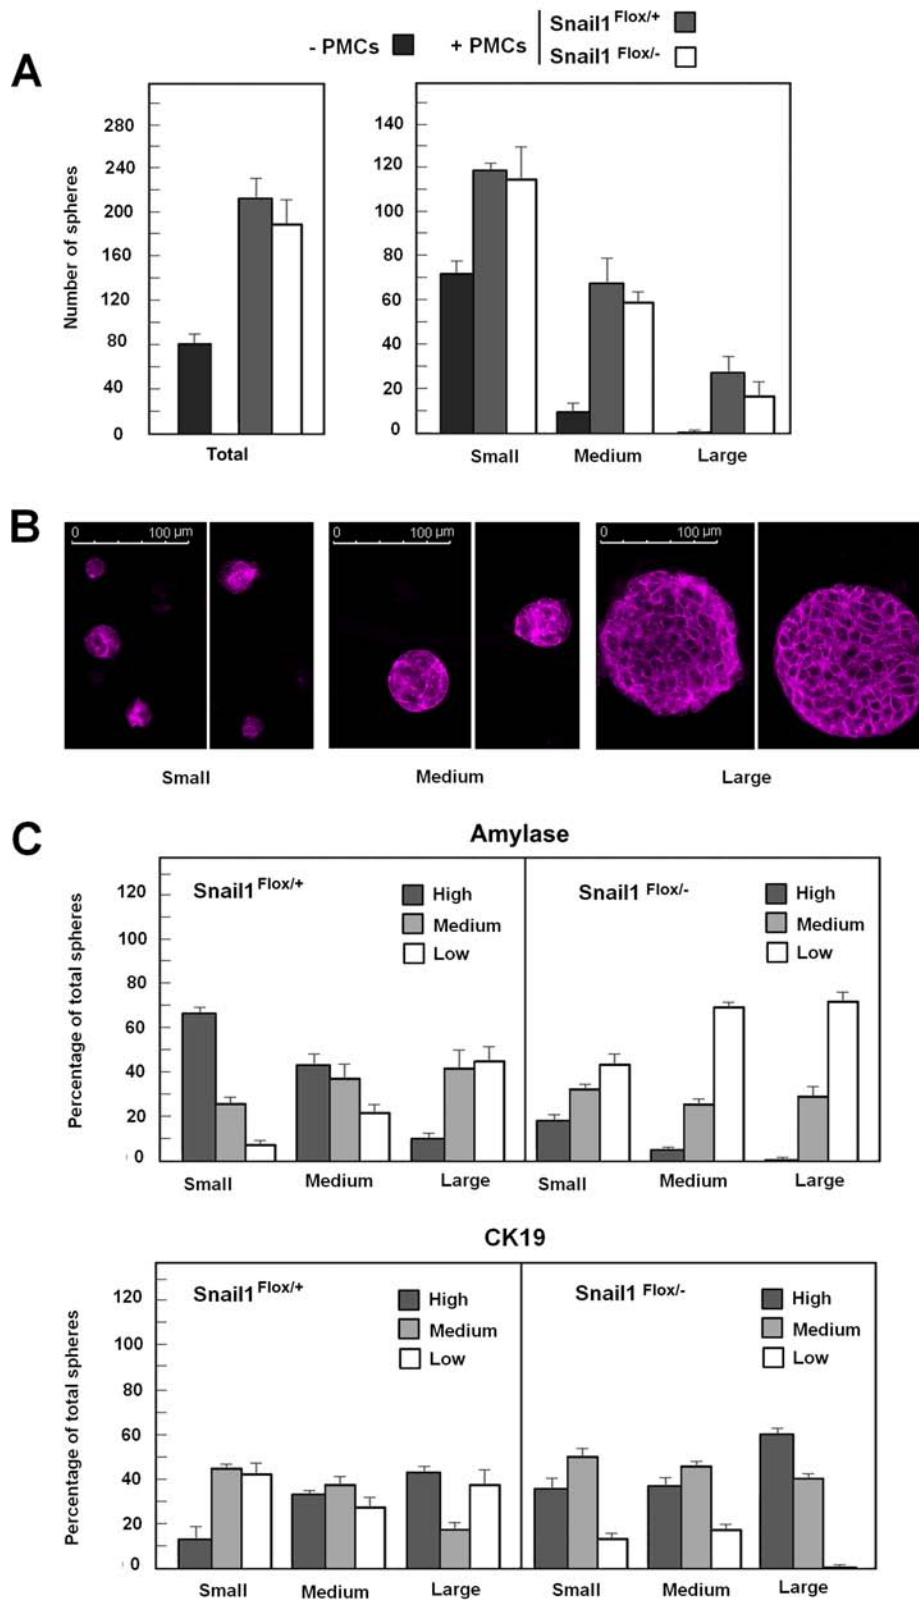 - PMCs + PMCs Snail1 Flox/+
Snail1 Flox/-
A
Number of spheres
280
240
200
160
120
80
40
0
Total
140
120
100
80
60
40
20
0
Small Medium Large
B
0 100 µm 0 100 µm 0 100 µm
Small Medium Large
C
Amylase
Percentage of total spheres
120
100
80
60
40
20
0
Snail1 Flox/+
High
Medium
Low
Snail1 Flox/-
High
Medium
Low
Small Medium Large Small Medium Large
CK19
Percentage of total spheres
120
100
80
60
40
20
0
Snail1 Flox/+
High
Medium
Low
Snail1 Flox/-
High
Medium
Low
Small Medium Large Small Medium Large